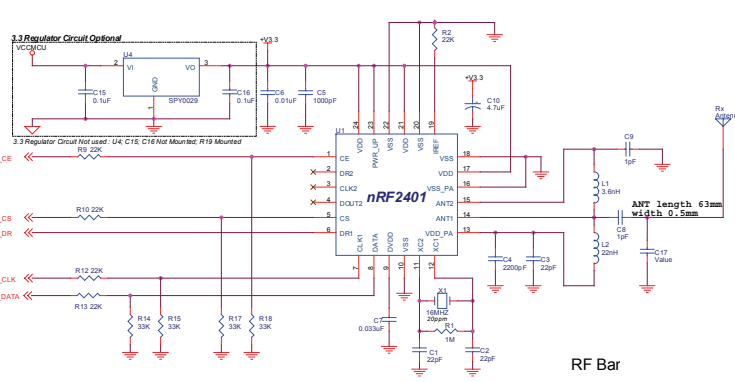 3.3 Regulator Circuit Optional
VCCMCU
U4
2 VI VO 3
GND
1
SPY0029
C15
0.1uF
C16
0.1uF
3.3 Regulator Circuit Not used : U4; C15; C16 Not Mounted; R19 Mounted
+V3.3
C6
0.01uF
C5
1000pF
R2
22K
+V3.3
C10
4.7uF
Rx
C9
1pF
L1
3.6nH
ANT length 63mm
width 0.5mm
C8
1pF
L2
22nH
C17
Value
C4
2200pF
C3
22pF
U1
nRF2401
24 23 22 21 20 19
VDD
PWR_UP
VSS
VDD
VSS
IREF
1 CE
2 DR2
3 CLK2
4 DOUT2
5 CS
6 DR1
VSS 18
VDD 17
VSS_PA 16
ANT2 15
ANT1 14
VDD_PA 13
CLK1
DATA
DVDD
VSS
XC2
XC1
7 8 9 10 11 12
_CE
R9 22K
_CS
R10 22K
_DR
_CLK
R12 22K
_DATA
R13 22K
R14
33K
R15
33K
R17
33K
R18
33K
C7
0.033uF
X1
16MHZ
20ppm
R1
1M
C1
22pF
C2
22pF
RF Bar